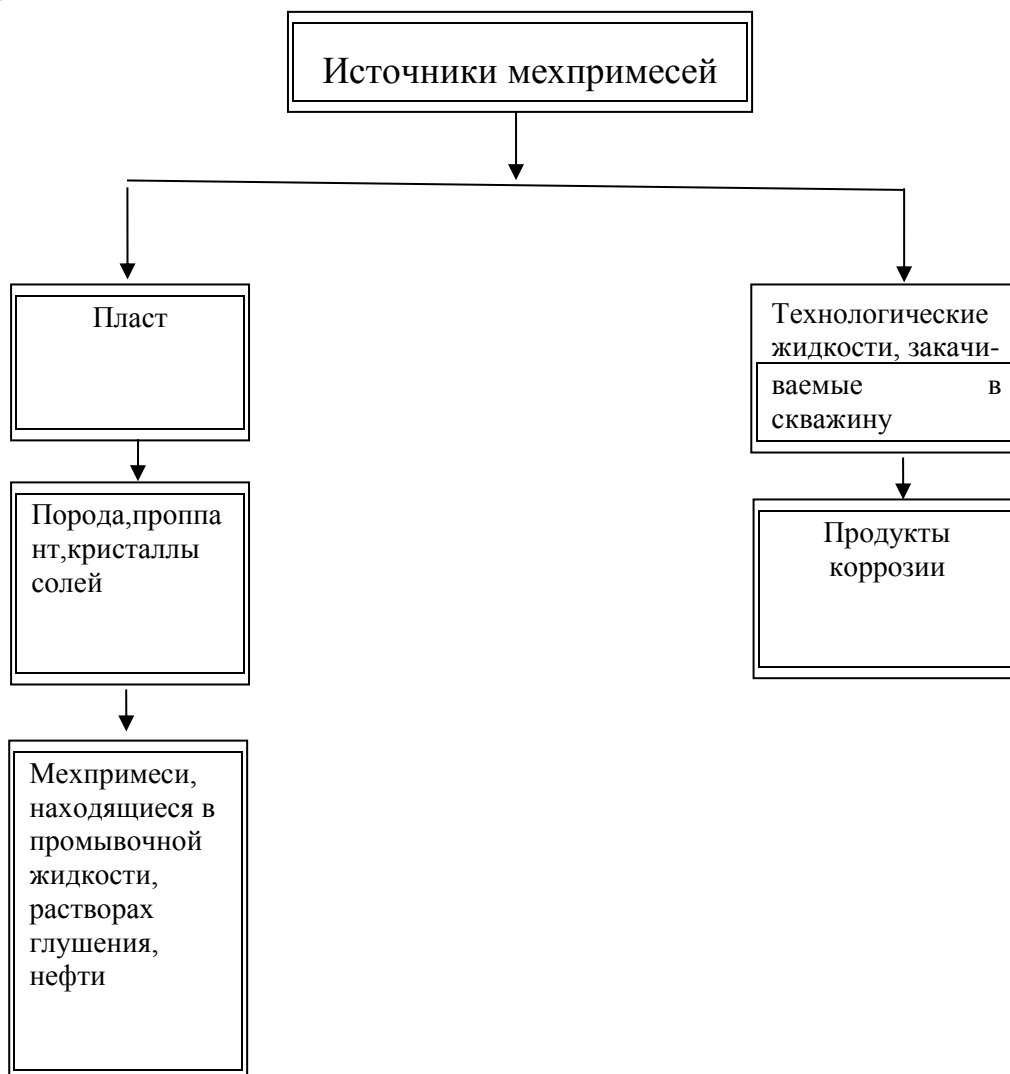 Источники мехпримесей
Пласт
Технологические
жидкости, закачи-
ваемые в
скважину
Порода,проппа
нт,кристаллы
солей
Продукты
коррозии
Мехпримеси,
находящиеся в
промывочной
жидкости,
растворах
глушения,
нефти